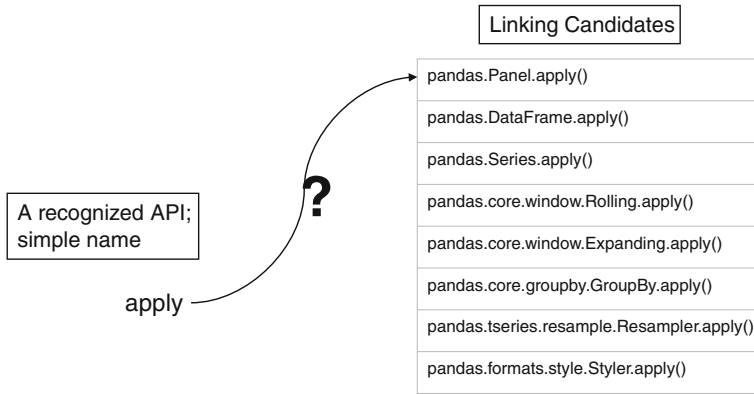 Linking Candidates
pandas.Panel.apply()
pandas.DataFrame.apply()
pandas.Series.apply()
pandas.core.window.Rolling.apply()
pandas.core.window.Expanding.apply()
pandas.core.groupby.GroupBy.apply()
pandas.tseries.resample.Resampler.apply()
pandas.formats.style.Styler.apply()
?
A recognized API;
simple name
apply